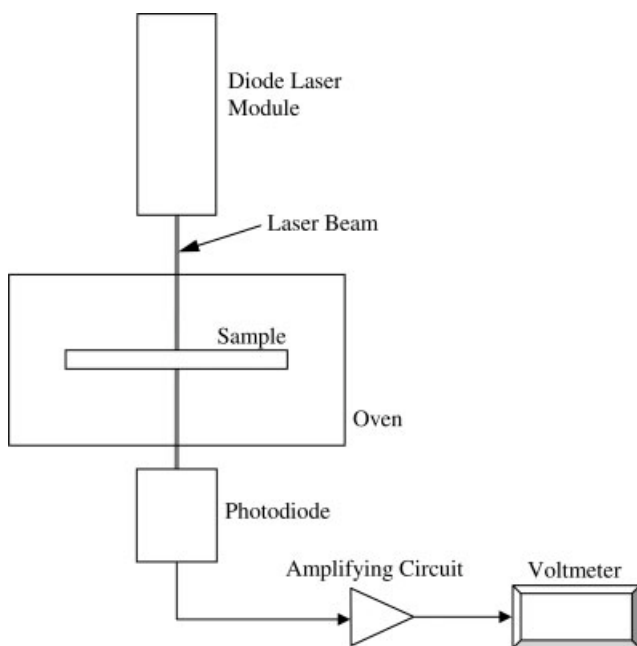 Diode Laser
Module
Laser Beam
Sample
Oven
Photodiode
Amplifying Circuit
Voltmeter